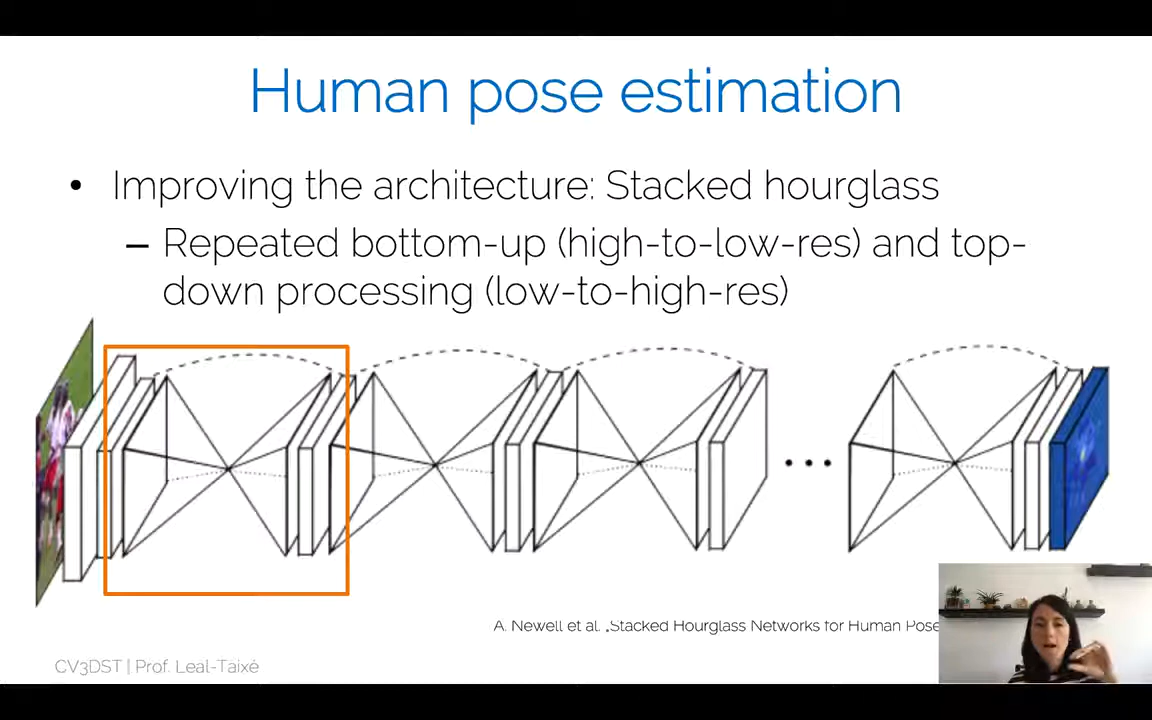 Human pose estimation
• Improving the architecture: Stacked hourglass
– Repeated bottom-up (high-to-low-res) and top-
down processing (low-to-high-res)
A. Newell et al. „Stacked Hourglass Networks for Human Pose
CV3DST | Prof. Leal-Taixé